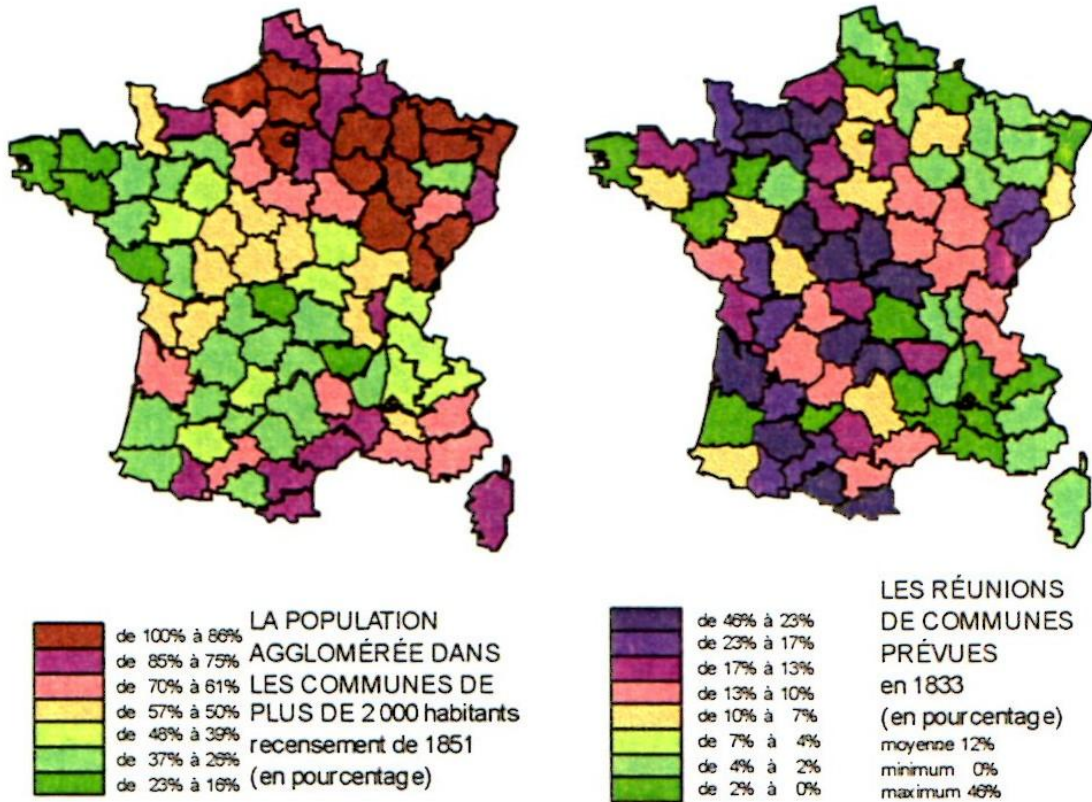 de 100% à 86%
de 85% à 75%
de 70% à 61%
de 57% à 50%
de 48% à 39%
de 37% à 26%
de 23% à 16%
LA POPULATION
AGGLOMÉRÉE DANS
LES COMMUNES DE
PLUS DE 2 000 habitants
recensement de 1851
(en pourcentage)
de 46% à 23%
de 23% à 17%
de 17% à 13%
de 13% à 10%
de 10% à 7%
de 7% à 4%
de 4% à 2%
de 2% à 0%
LES RÉUNIONS
DE COMMUNES
PRÉVUES
en 1833
(en pourcentage)
moyenne 12%
minimum 0%
maximum 46%